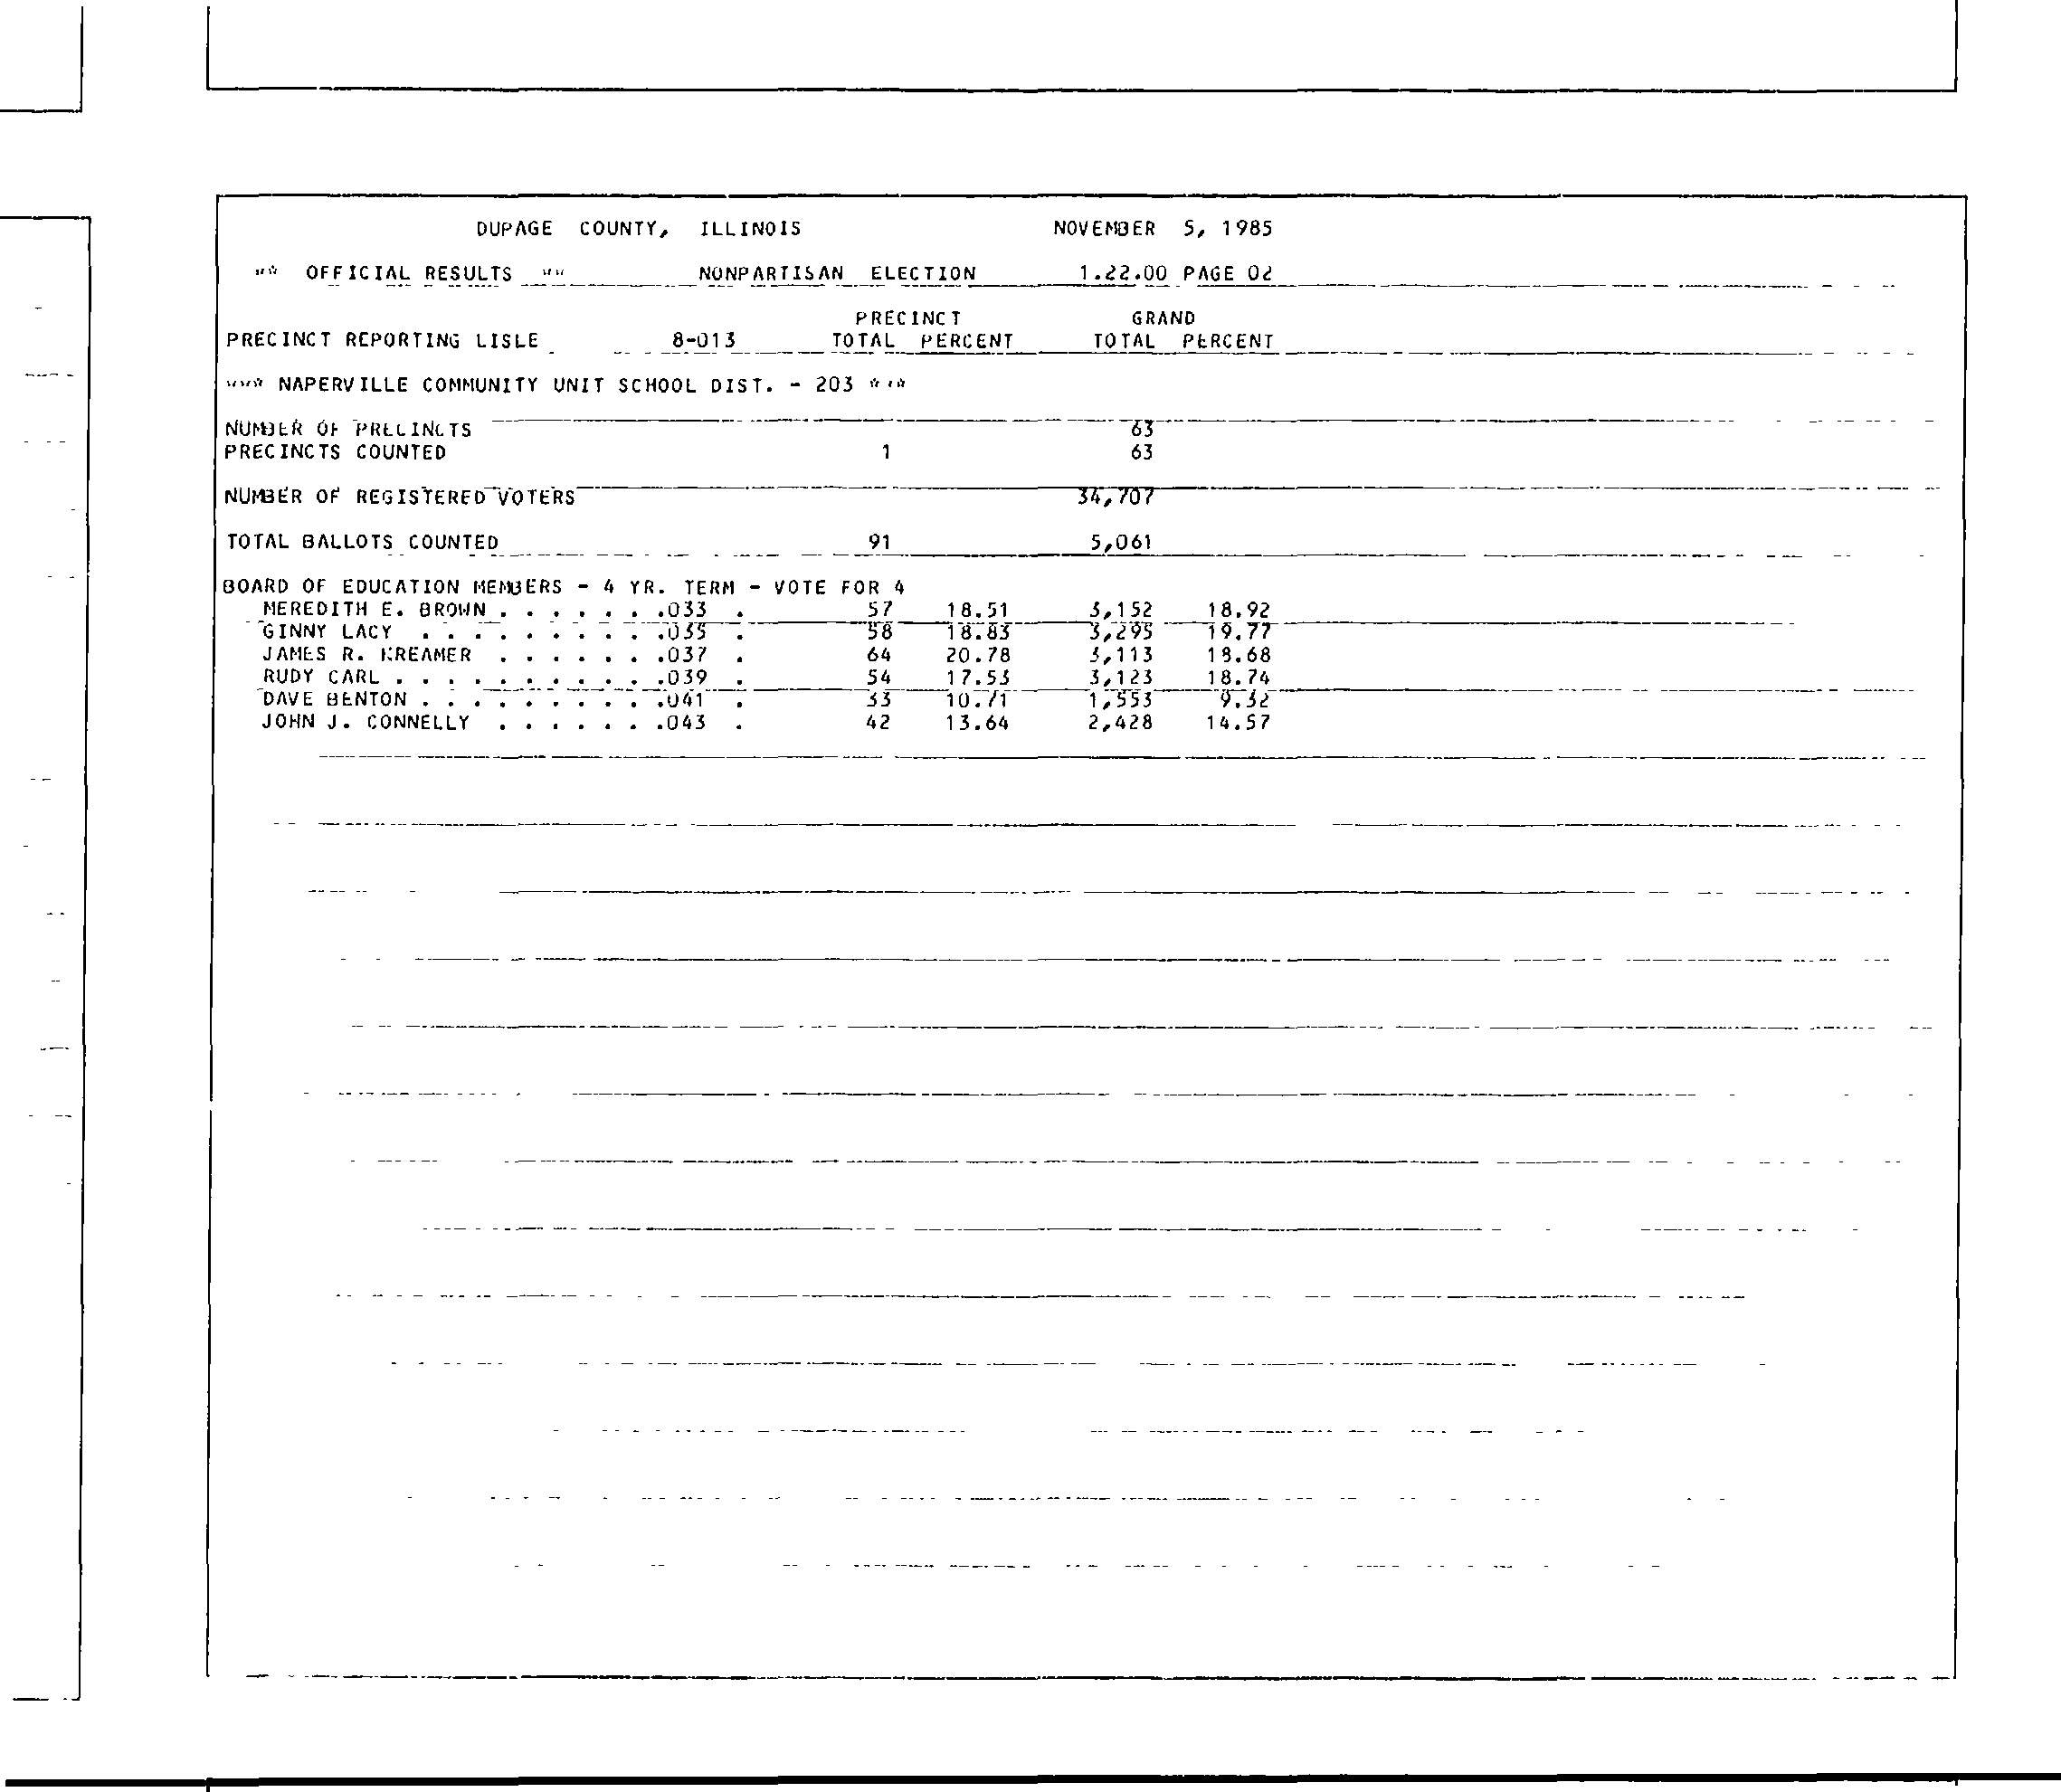 DUPAGE COUNTY, ILLINOIS NOVEMBER 5, 1985
** OFFICIAL RESULTS ** NONPARTISAN ELECTION 1.22.00 PAGE 02
PRECINCT GRAND
PRECINCT REPORTING LISLE 8-013 TOTAL PERCENT TOTAL PERCENT
*** NAPERVILLE COMMUNITY UNIT SCHOOL DIST. - 203 ***
NUMBER OF PRECINCTS 63
PRECINCTS COUNTED 1 63
NUMBER OF REGISTERED VOTERS 34,707
TOTAL BALLOTS COUNTED 91 5,061
BOARD OF EDUCATION MEMBERS - 4 YR. TERM - VOTE FOR 4
MEREDITH E. BROWN . . . . . . .033 . 57 18.51 3,152 18.92
GINNY LACY . . . . . . . . . .035 . 58 18.83 3,295 19.77
JAMES R. KREAMER . . . . . . .037 . 64 20.78 3,113 18.68
RUDY CARL . . . . . . . . . . .039 . 54 17.53 3,123 18.74
DAVE BENTON . . . . . . . . . .041 . 33 10.71 1,553 9.32
JOHN J. CONNELLY . . . . . . .043 . 42 13.64 2,428 14.57